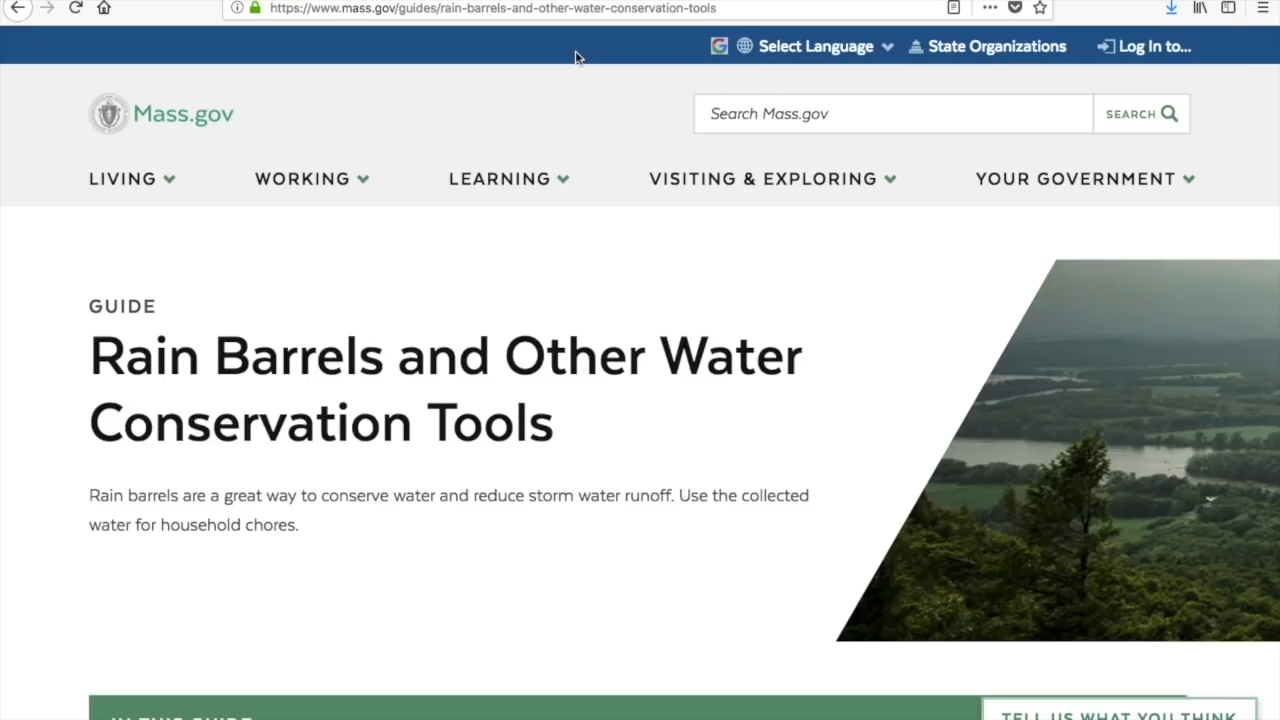 https://www.mass.gov/guides/rain-barrels-and-other-water-conservation-tools
Select Language
State Organizations
Log In to...
Mass.gov
Search Mass.gov
SEARCH
LIVING
WORKING
LEARNING
VISITING & EXPLORING
YOUR GOVERNMENT
GUIDE
Rain Barrels and Other Water
Conservation Tools
Rain barrels are a great way to conserve water and reduce storm water runoff. Use the collected
water for household chores.
IN THIS GUIDE
TELL US WHAT YOU THINK